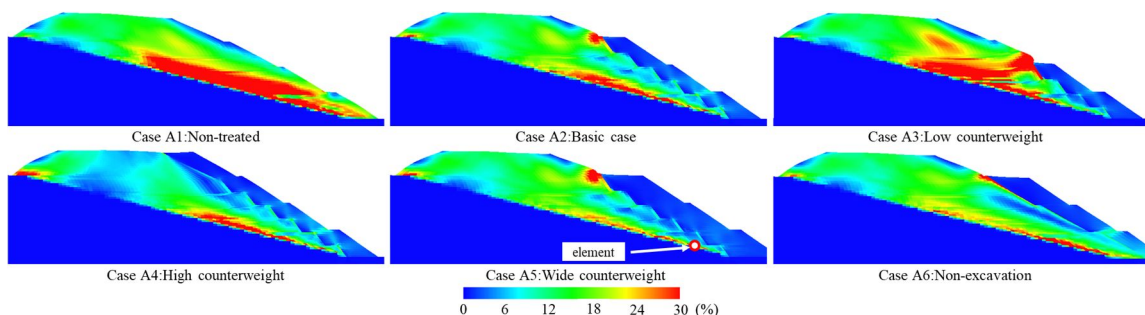 Case A1:Non-treated
Case A2:Basic case
Case A3:Low counterweight
element
Case A4:High counterweight
Case A5:Wide counterweight
Case A6:Non-excavation
0 6 12 18 24 30 (%)